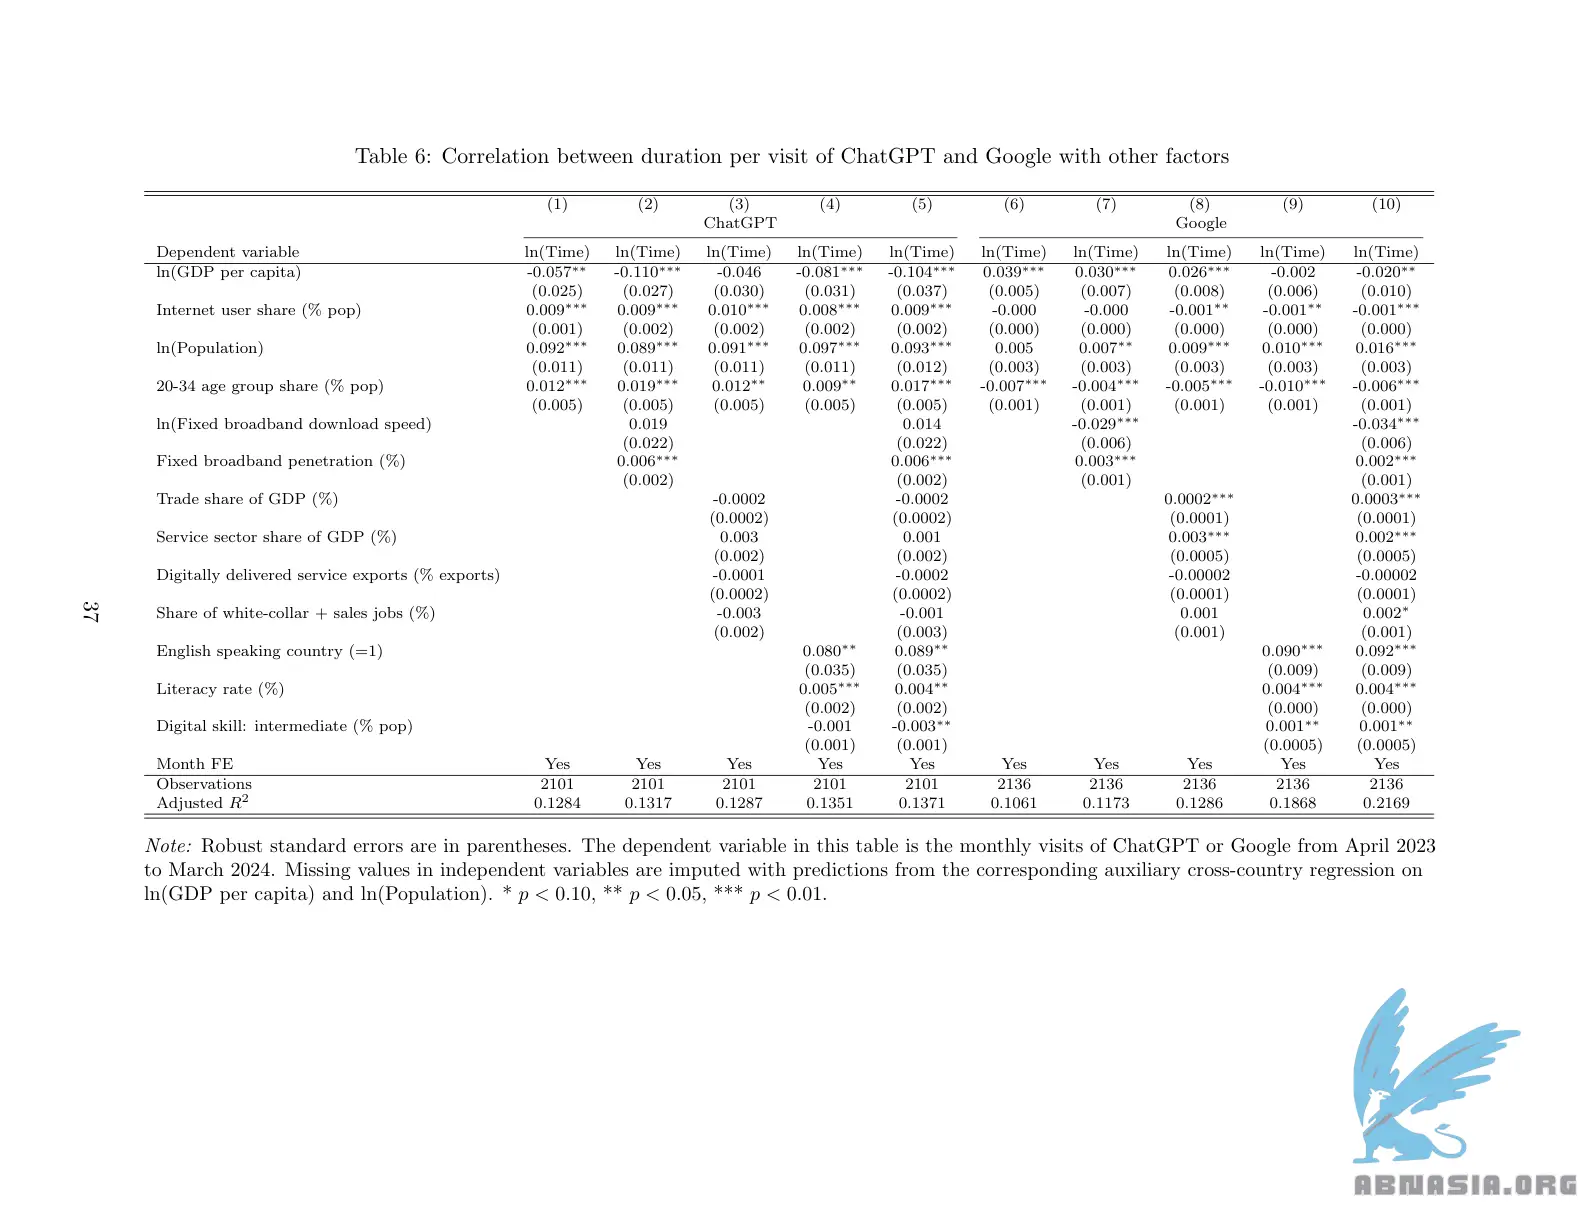 Table 6: Correlation between duration per visit of ChatGPT and Google with other factors
(1) (2) (3) (4) (5) (6) (7) (8) (9) (10)
ChatGPT Google
Dependent variable ln(Time) ln(Time) ln(Time) ln(Time) ln(Time) ln(Time) ln(Time) ln(Time) ln(Time) ln(Time)
ln(GDP per capita) -0.057** -0.110*** -0.046 -0.081*** -0.104*** 0.039*** 0.030*** 0.026*** -0.002 -0.020**
(0.025) (0.027) (0.030) (0.031) (0.037) (0.005) (0.007) (0.008) (0.006) (0.010)
Internet user share (% pop) 0.009*** 0.009*** 0.010*** 0.008*** 0.009*** -0.000 -0.000 -0.001** -0.001** -0.001***
(0.001) (0.002) (0.002) (0.002) (0.002) (0.000) (0.000) (0.000) (0.000) (0.000)
ln(Population) 0.092*** 0.089*** 0.091*** 0.097*** 0.093*** 0.005 0.007** 0.009*** 0.010*** 0.016***
(0.011) (0.011) (0.011) (0.011) (0.012) (0.003) (0.003) (0.003) (0.003) (0.003)
20-34 age group share (% pop) 0.012*** 0.019*** 0.012** 0.009** 0.017*** -0.007*** -0.004*** -0.005*** -0.010*** -0.006***
(0.005) (0.005) (0.005) (0.005) (0.005) (0.001) (0.001) (0.001) (0.001) (0.001)
ln(Fixed broadband download speed) 0.019 0.014 -0.029*** -0.034***
(0.022) (0.022) (0.006) (0.006)
Fixed broadband penetration (%) 0.006*** 0.006*** 0.003*** 0.002***
(0.002) (0.002) (0.001) (0.001)
Trade share of GDP (%) -0.0002 -0.0002 0.0002*** 0.0003***
(0.0002) (0.0002) (0.0001) (0.0001)
Service sector share of GDP (%) 0.003 0.001 0.003*** 0.002***
(0.002) (0.002) (0.0005) (0.0005)
Digitally delivered service exports (% exports) -0.0001 -0.0002 -0.00002 -0.00002
(0.0002) (0.0002) (0.0001) (0.0001)
Share of white-collar + sales jobs (%) -0.003 -0.001 0.001 0.002*
(0.002) (0.003) (0.001) (0.001)
English speaking country (=1) 0.080** 0.089** 0.090*** 0.092***
(0.035) (0.035) (0.009) (0.009)
Literacy rate (%) 0.005*** 0.004** 0.004*** 0.004***
(0.002) (0.002) (0.000) (0.000)
Digital skill: intermediate (% pop) -0.001 -0.003** 0.001** 0.001**
(0.001) (0.001) (0.0005) (0.0005)
Month FE Yes Yes Yes Yes Yes Yes Yes Yes Yes Yes
Observations 2101 2101 2101 2101 2101 2136 2136 2136 2136 2136
Adjusted R² 0.1284 0.1317 0.1287 0.1351 0.1371 0.1061 0.1173 0.1286 0.1868 0.2169
Note: Robust standard errors are in parentheses. The dependent variable in this table is the monthly visits of ChatGPT or Google from April 2023
to March 2024. Missing values in independent variables are imputed with predictions from the corresponding auxiliary cross-country regression on
ln(GDP per capita) and ln(Population). * p < 0.10, ** p < 0.05, *** p < 0.01.
37
ABNASIA.ORG